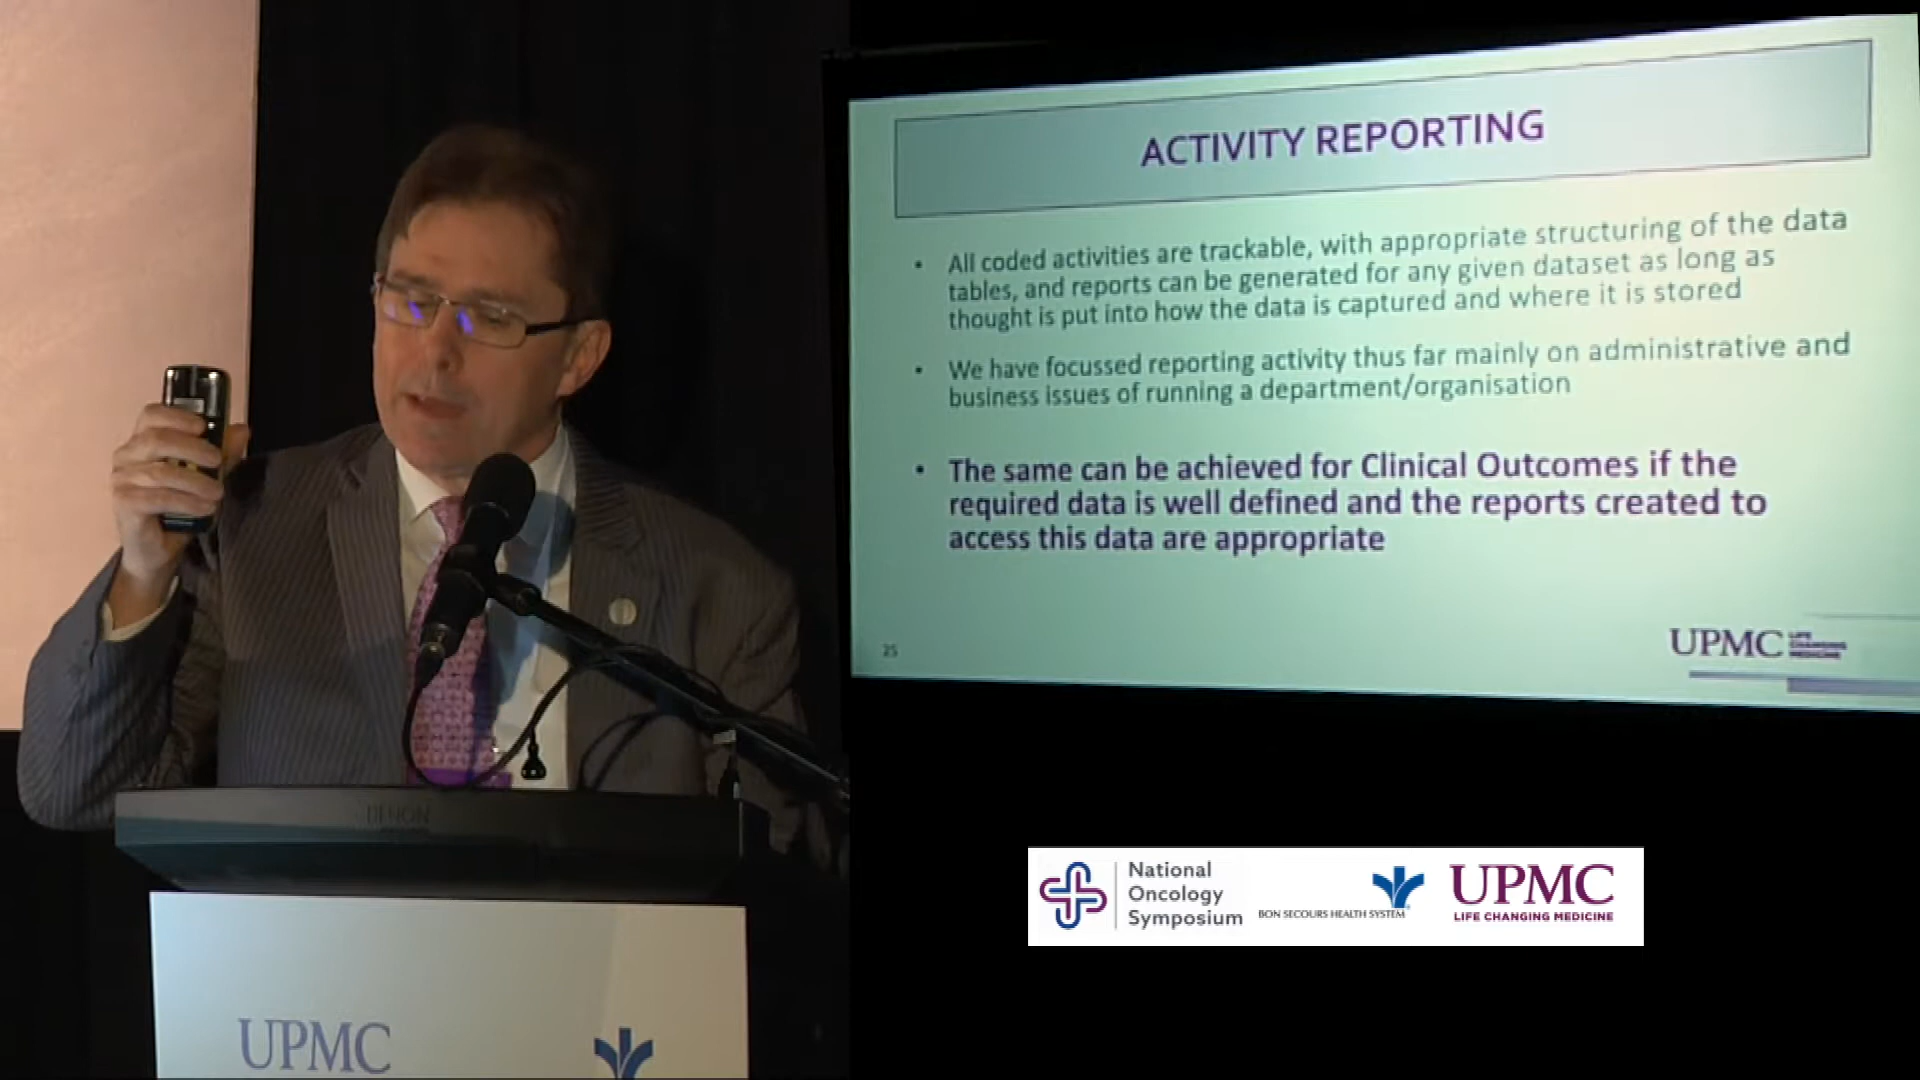 ACTIVITY REPORTING
• All coded activities are trackable, with appropriate structuring of the data
tables, and reports can be generated for any given dataset as long as
thought is put into how the data is captured and where it is stored
• We have focussed reporting activity thus far mainly on administrative and
business issues of running a department/organisation
• The same can be achieved for Clinical Outcomes if the
required data is well defined and the reports created to
access this data are appropriate
25
UPMC LIFE CHANGING MEDICINE
DENON
National
Oncology
Symposium
BON SECOURS HEALTH SYSTEM
UPMC
LIFE CHANGING MEDICINE
UPMC